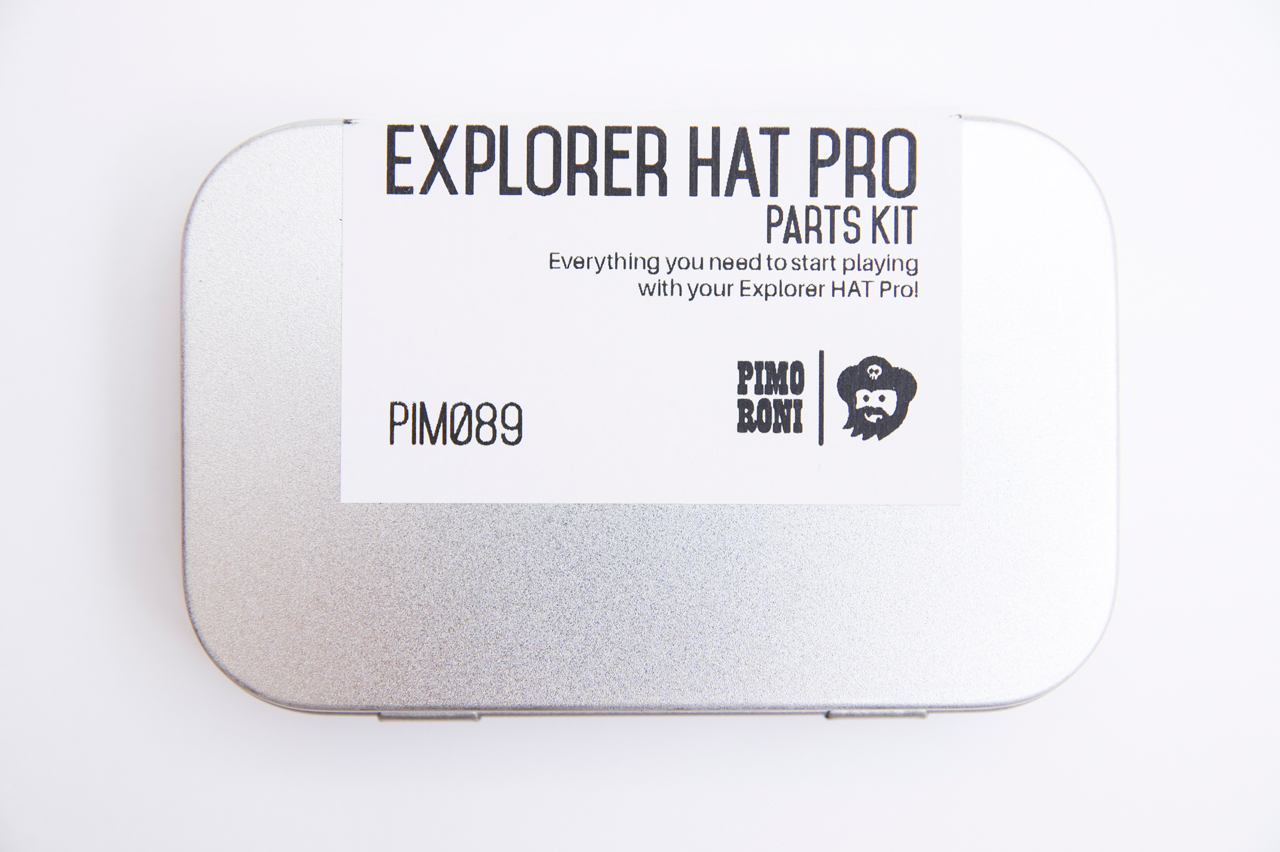 EXPLORER HAT PRO
PARTS KIT
Everything you need to start playing
with your Explorer HAT Pro!
PIMO
RONI
PIM089